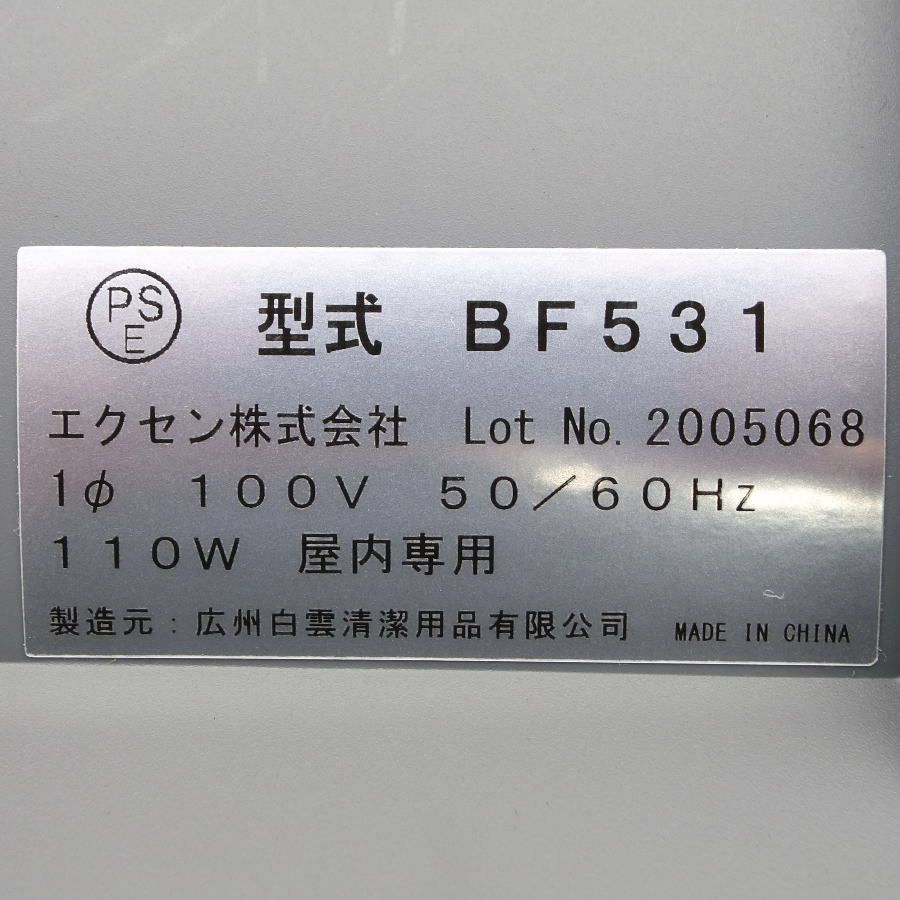 PSE 型式 BF531
エクセン株式会社 Lot No. 2005068
1φ 100V 50/60Hz
110W 屋内専用
製造元:広州白雲清潔用品有限公司 MADE IN CHINA